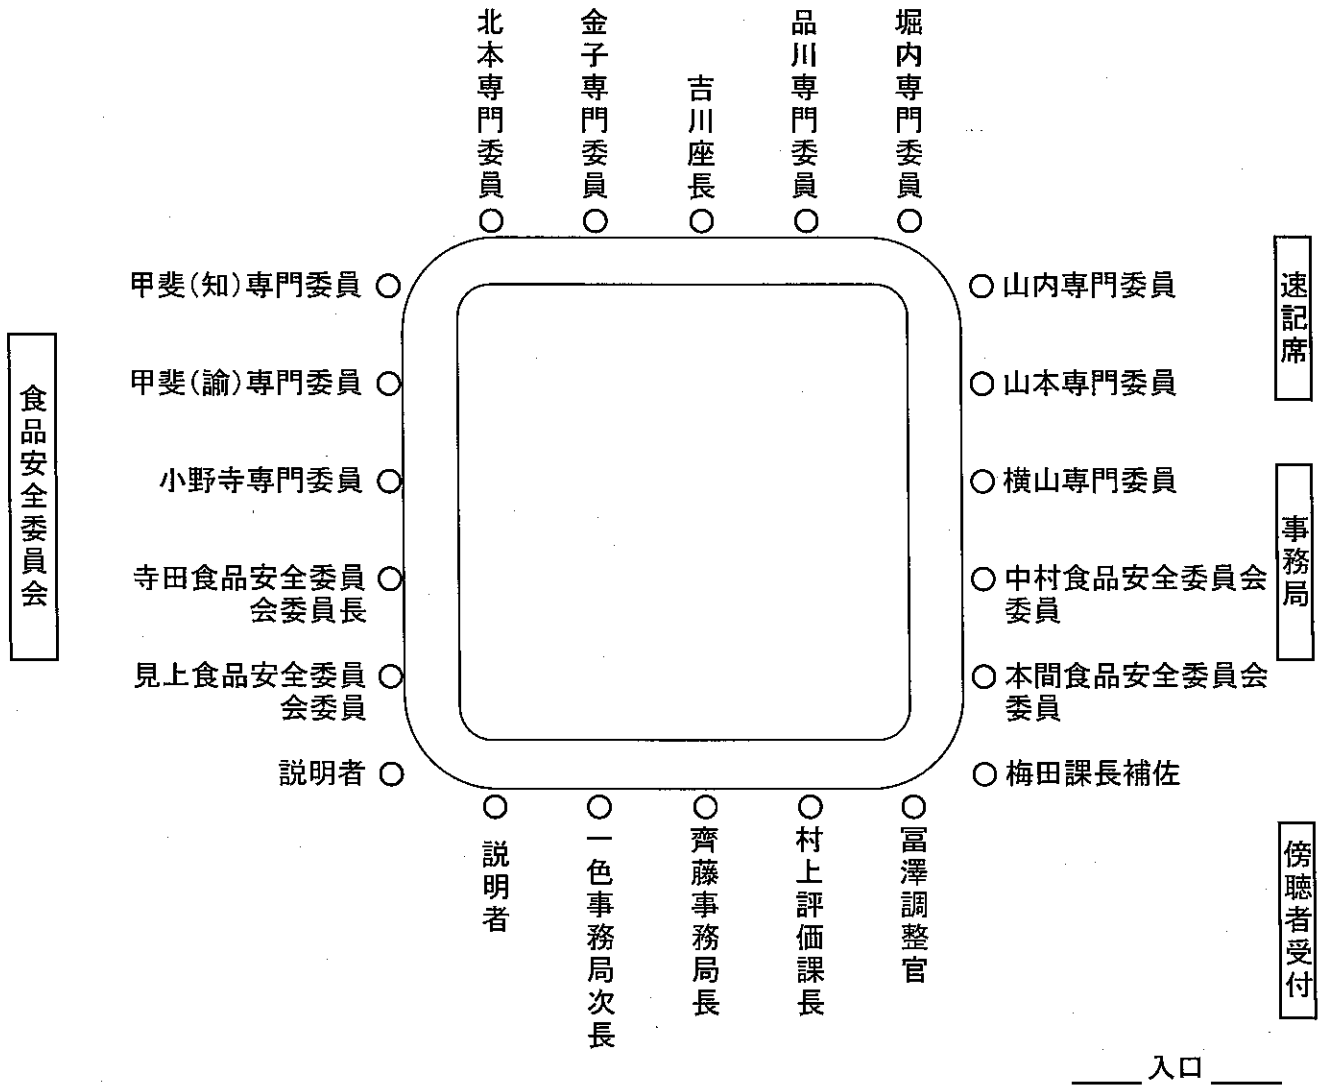 北本専門委員
金子専門委員
吉川座長
品川専門委員
堀内専門委員
甲斐(知)専門委員
甲斐(諭)専門委員
小野寺専門委員
寺田食品安全委員
会委員長
見上食品安全委員
会委員
説明者
山内専門委員
山本専門委員
横山専門委員
中村食品安全委員会
委員
本間食品安全委員会
委員
梅田課長補佐
説明者
一色事務局次長
齊藤事務局長
村上評価課長
冨澤調整官
食品安全委員会
速記席
事務局
傍聴者受付
入口